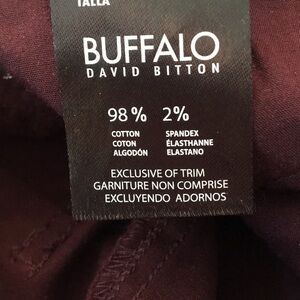 TALLA
BUFFALO
DAVID BITTON
98% 2%
COTTON SPANDEX
COTON ÉLASTHANNE
ALGODÓN ELASTANO
EXCLUSIVE OF TRIM
GARNITURE NON COMPRISE
EXCLUYENDO ADORNOS